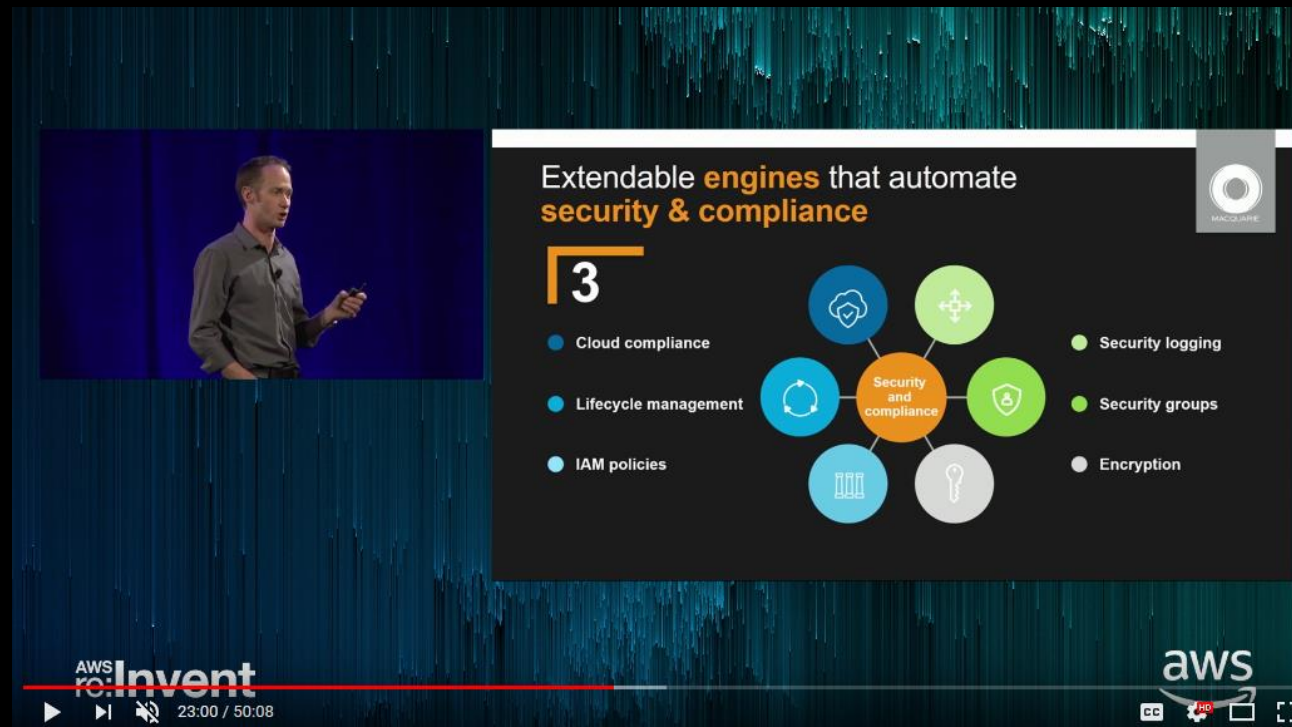 Extendable engines that automate
security & compliance
MACQUARIE
3
Cloud compliance
Lifecycle management
IAM policies
Security
and
compliance
Security logging
Security groups
Encryption
AWS
re:Invent
aws
23:00 / 50:08
CC
HD